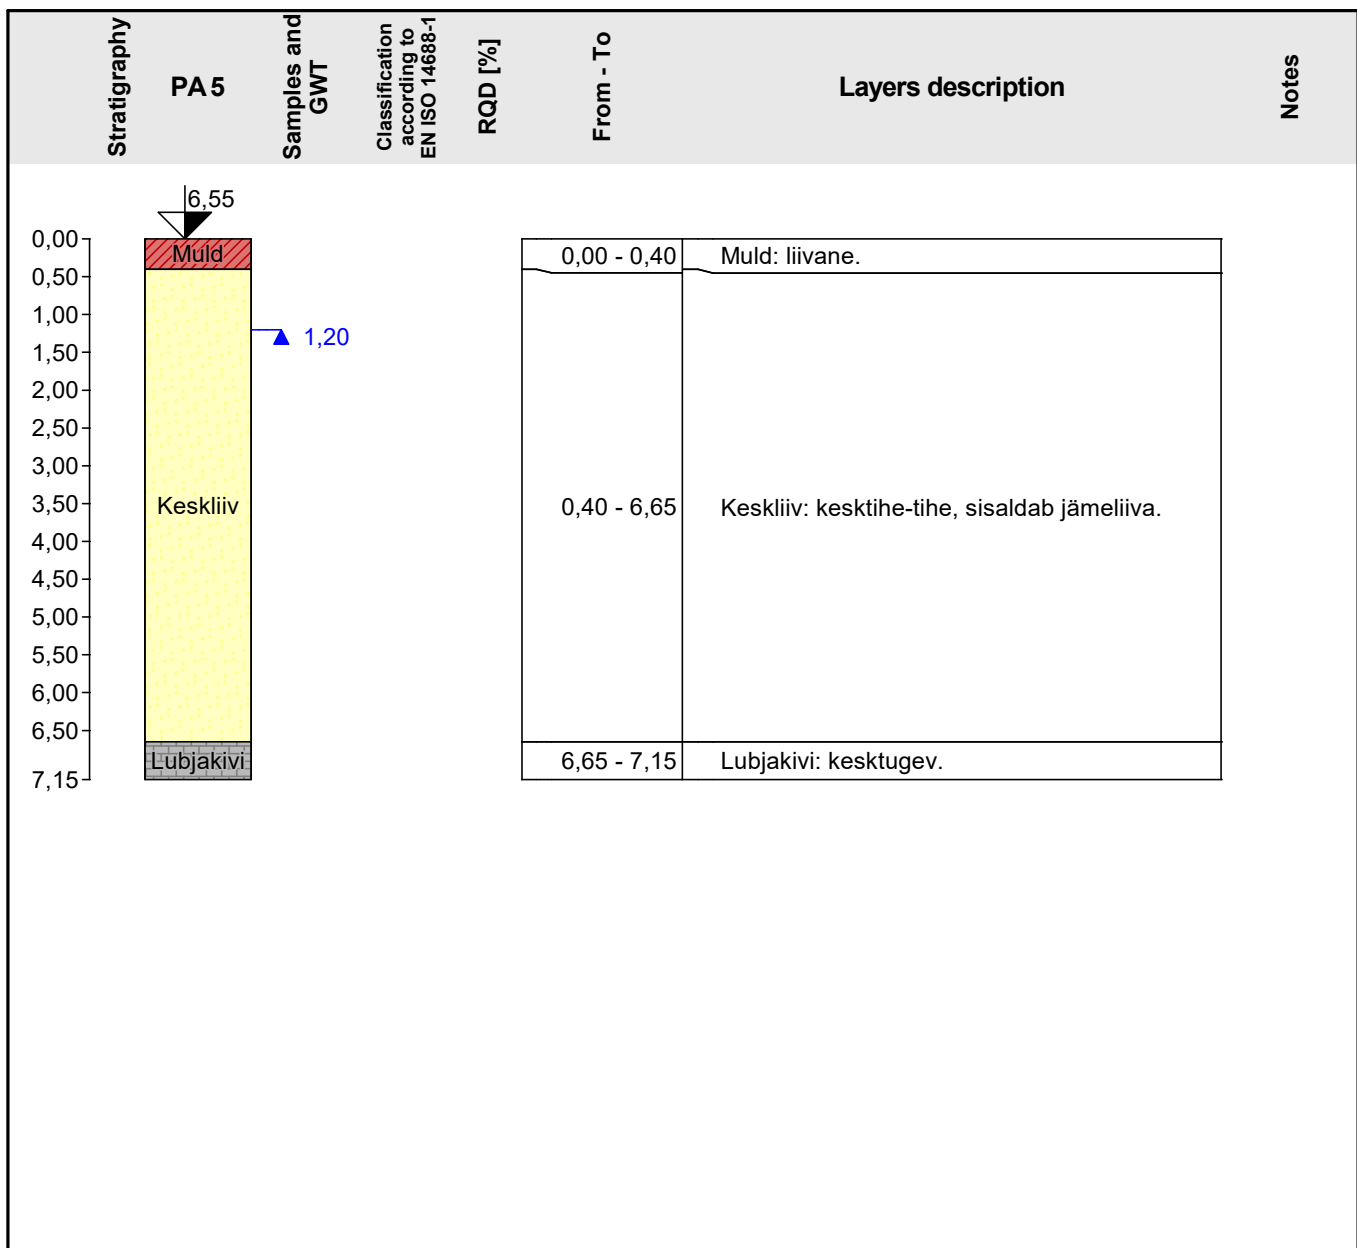 Stratigraphy
PA 5
Samples and
GWT
Classification
according to
EN ISO 14688-1
RQD [%]
From - To
Layers description
Notes
6,55
0,00
0,50
1,00
1,50
2,00
2,50
3,00
3,50
4,00
4,50
5,00
5,50
6,00
6,50
7,15
Muld
Keskliiv
Lubjakivi
1,20
0,00 - 0,40 Muld: liivane.
0,40 - 6,65 Keskliiv: kesktihe-tihe, sisaldab jämeliiva.
6,65 - 7,15 Lubjakivi: kesktugev.